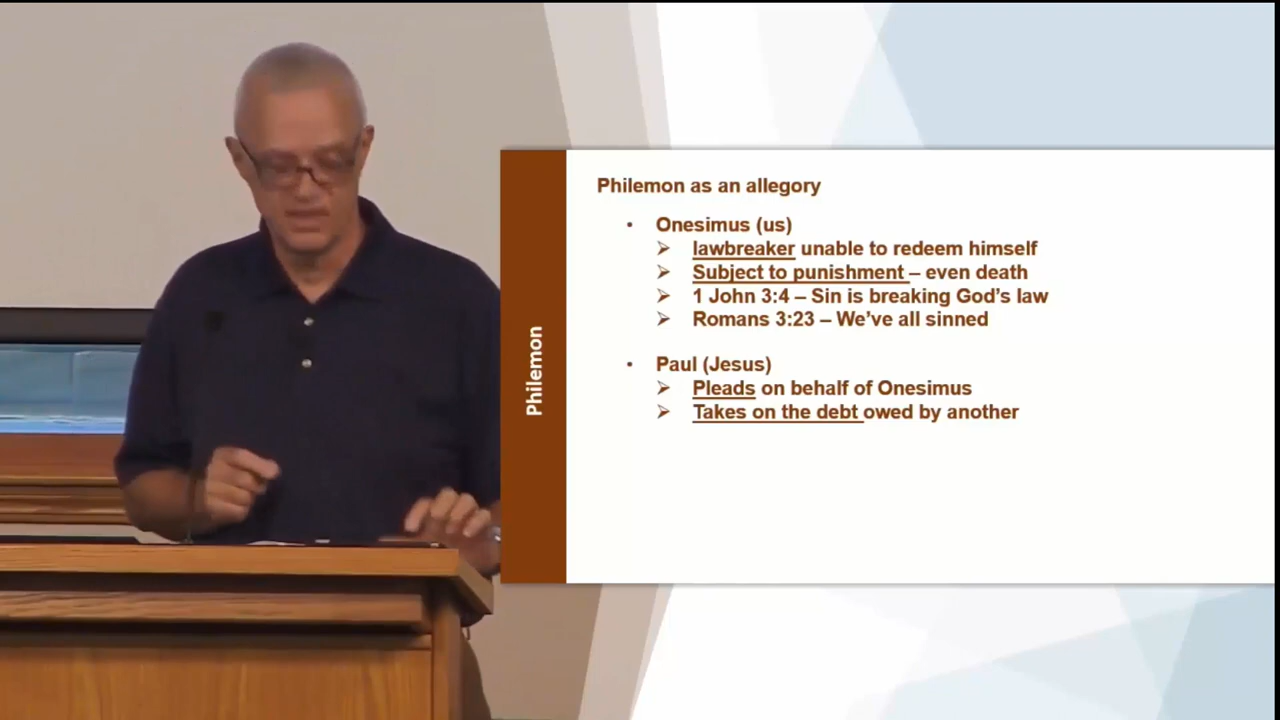 Philemon
Philemon as an allegory
• Onesimus (us)
➢ lawbreaker unable to redeem himself
➢ Subject to punishment – even death
➢ 1 John 3:4 – Sin is breaking God's law
➢ Romans 3:23 – We've all sinned
• Paul (Jesus)
➢ Pleads on behalf of Onesimus
➢ Takes on the debt owed by another